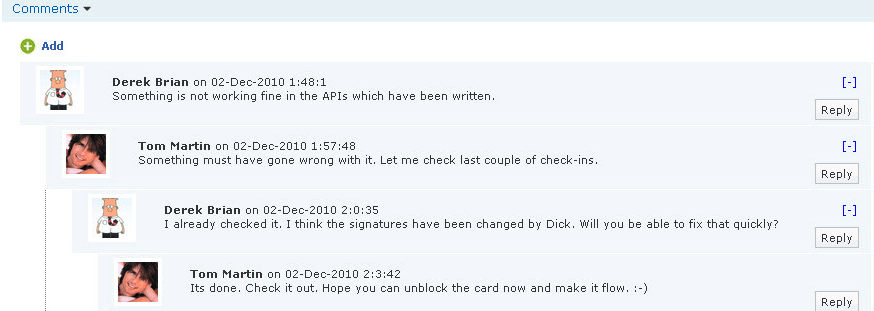 Comments
Add
Derek Brian on 02-Dec-2010 1:48:1
[-]
Something is not working fine in the APIs which have been written.
Reply
Tom Martin on 02-Dec-2010 1:57:48
[-]
Something must have gone wrong with it. Let me check last couple of check-ins.
Reply
Derek Brian on 02-Dec-2010 2:0:35
[-]
I already checked it. I think the signatures have been changed by Dick. Will you be able to fix that quickly?
Reply
Tom Martin on 02-Dec-2010 2:3:42
Its done. Check it out. Hope you can unblock the card now and make it flow. :-)
Reply